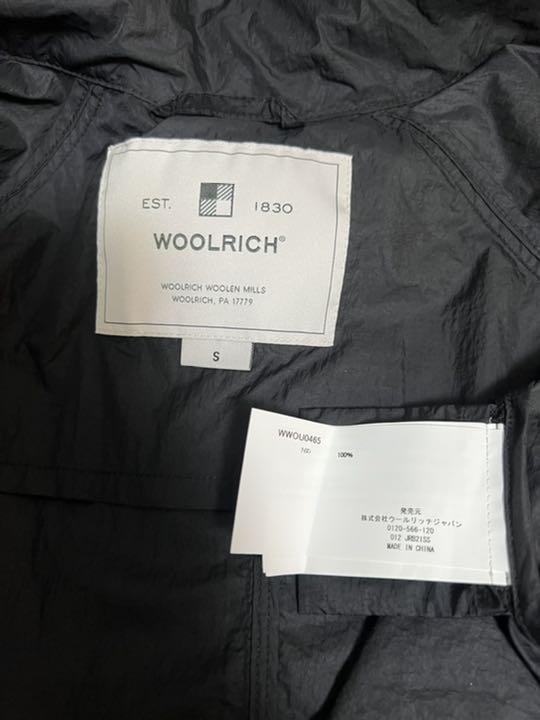 EST. 1830
WOOLRICH®
WOOLRICH WOOLEN MILLS
WOOLRICH, PA 17779
S
WWOU0465
100%
発売元
株式会社ウールリッチジャパン
0120-566-120
012 JRB21SS
MADE IN CHINA